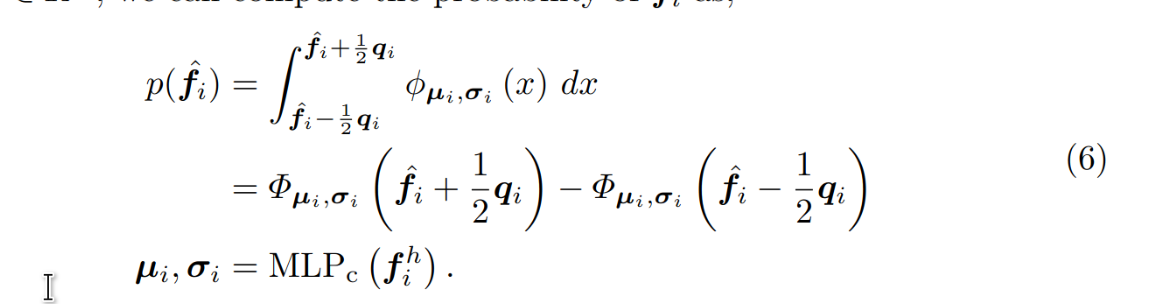 p(f̂ᵢ) = ∫_{f̂ᵢ−½qᵢ}^{f̂ᵢ+½qᵢ} ϕ_{μᵢ,σᵢ} (x) dx
= Φ_{μᵢ,σᵢ} (f̂ᵢ + ½qᵢ) − Φ_{μᵢ,σᵢ} (f̂ᵢ − ½qᵢ) (6)
μᵢ, σᵢ = MLP_c (fᵢʰ) .